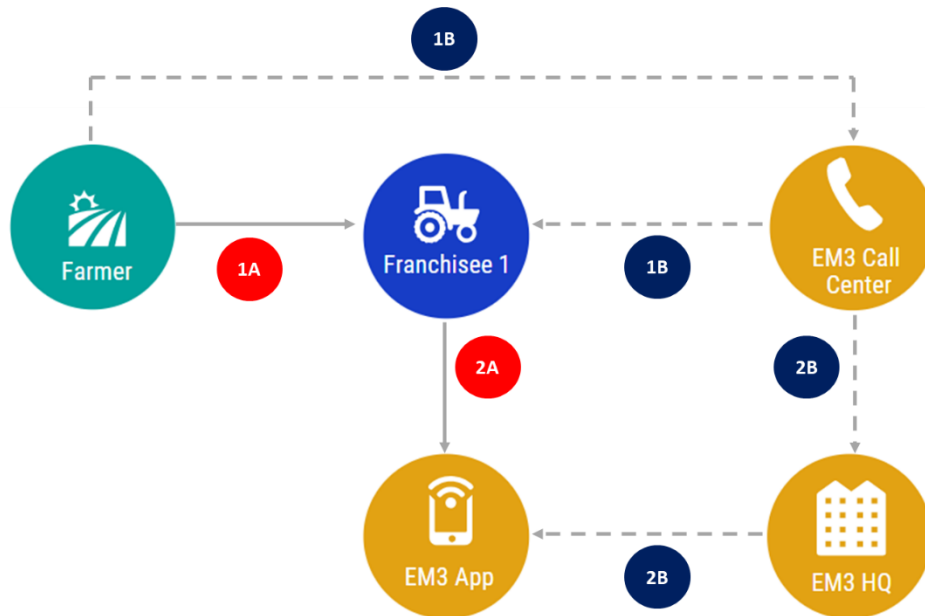 1B
Farmer
1A
Franchisee 1
1B
EM3 Call
Center
2A
2B
EM3 App
2B
EM3 HQ